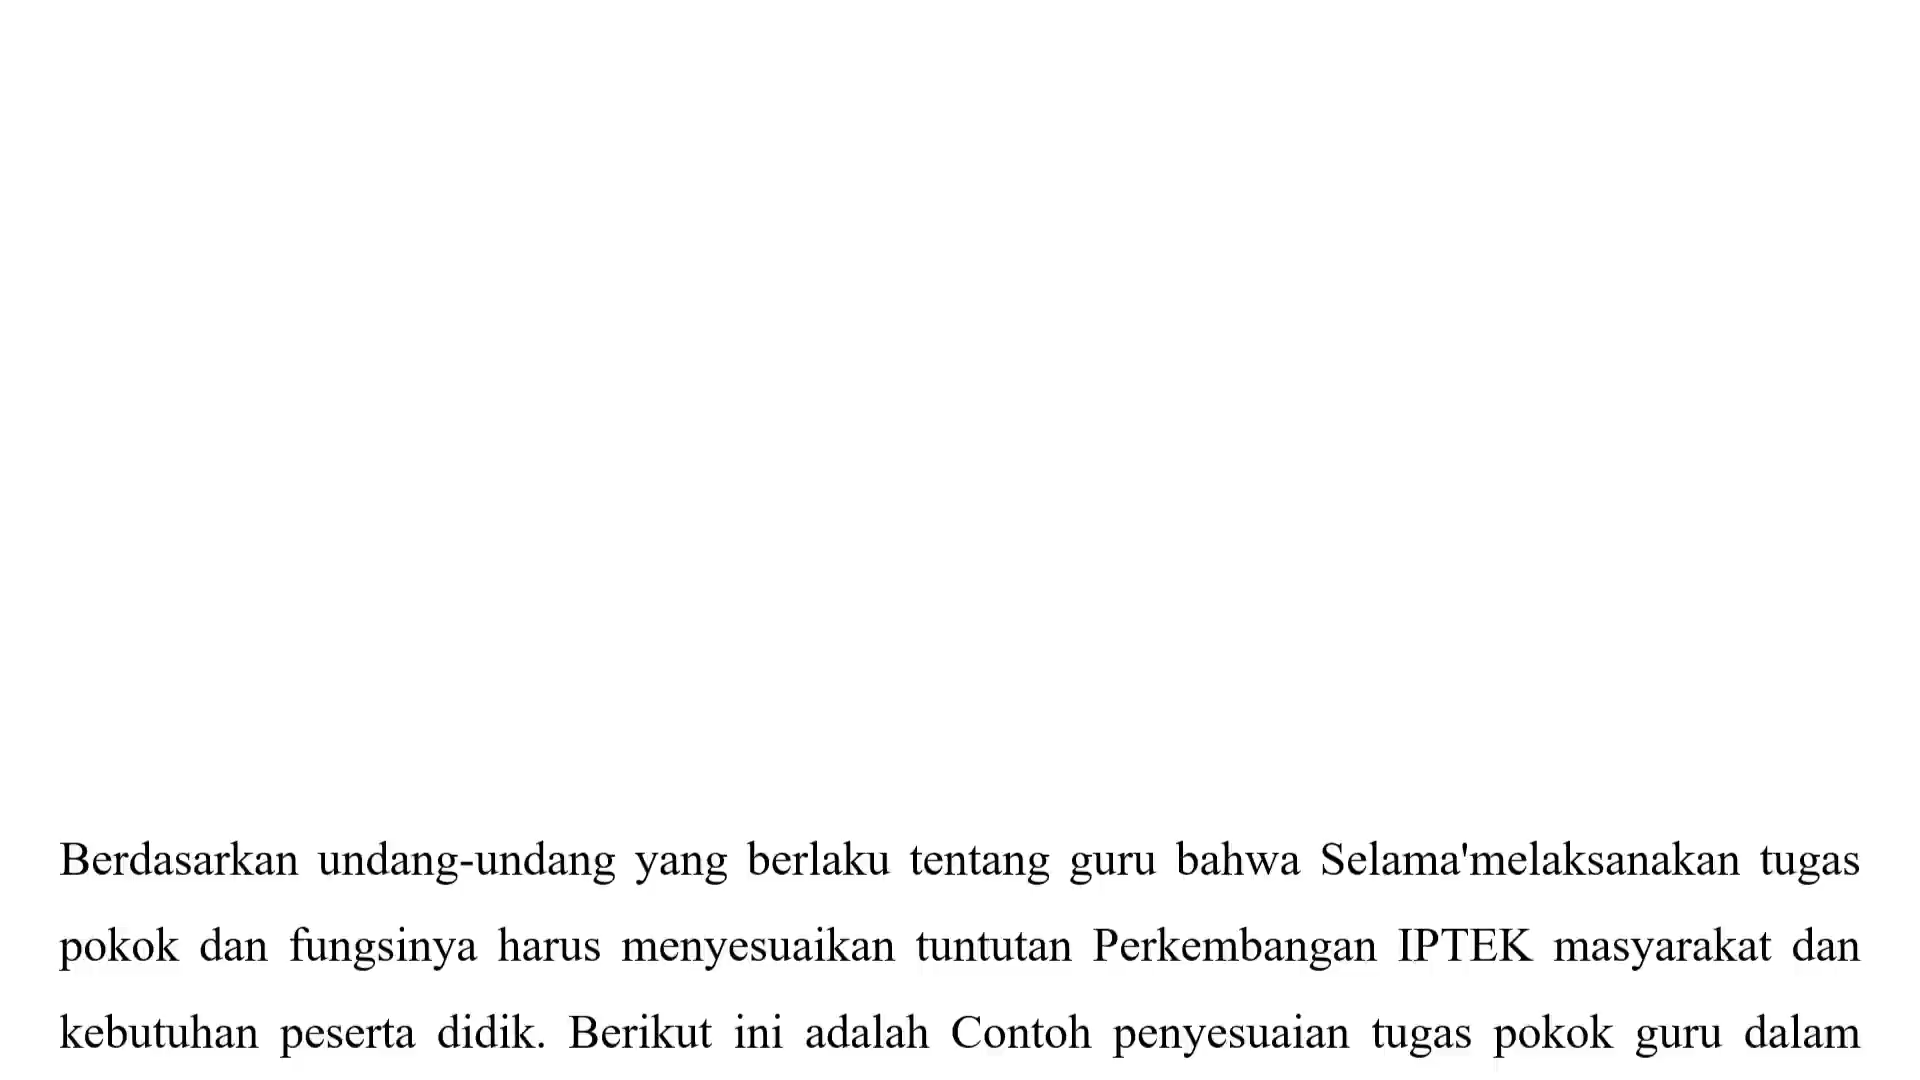 Berdasarkan undang-undang yang berlaku tentang guru bahwa Selama'melaksanakan tugas
pokok dan fungsinya harus menyesuaikan tuntutan Perkembangan IPTEK masyarakat dan
kebutuhan peserta didik. Berikut ini adalah Contoh penyesuaian tugas pokok guru dalam